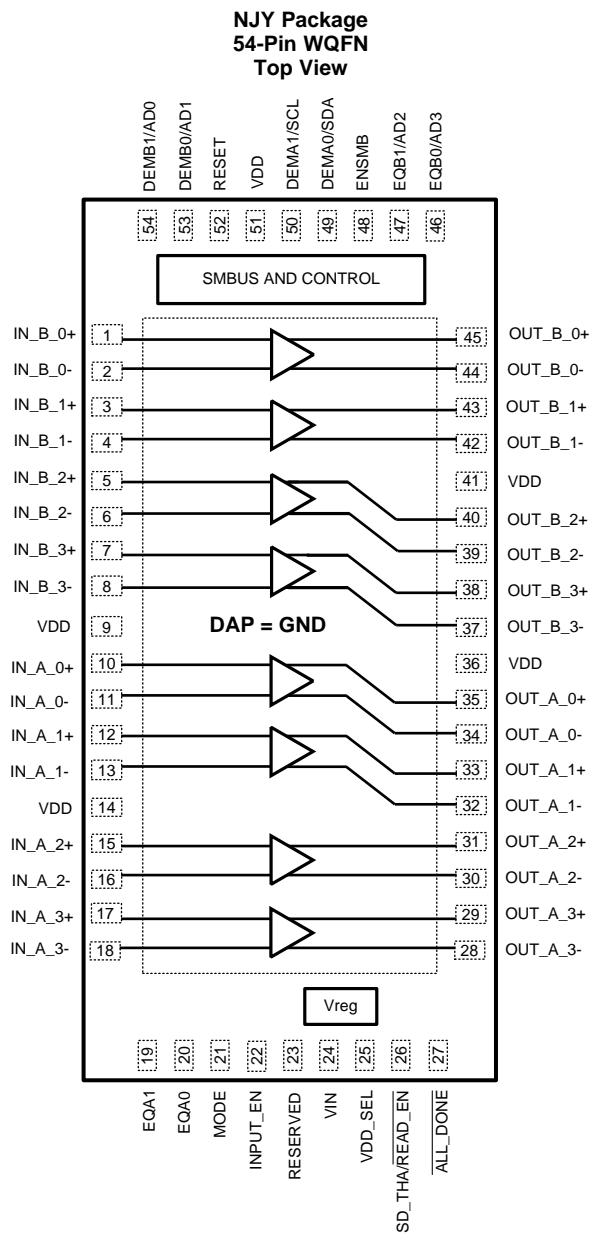 NJY Package
54-Pin WQFN
Top View
DEMB1/AD0
DEMB0/AD1
RESET
VDD
DEMA1/SCL
DEMA0/SDA
ENSMB
EQB1/AD2
EQB0/AD3
54
53
52
51
50
49
48
47
46
SMBUS AND CONTROL
IN_B_0+ 1 45 OUT_B_0+
IN_B_0- 2 44 OUT_B_0-
IN_B_1+ 3 43 OUT_B_1+
IN_B_1- 4 42 OUT_B_1-
IN_B_2+ 5 41 VDD
IN_B_2- 6 40 OUT_B_2+
IN_B_3+ 7 39 OUT_B_2-
IN_B_3- 8 38 OUT_B_3+
VDD 9 DAP = GND 37 OUT_B_3-
IN_A_0+ 10 36 VDD
IN_A_0- 11 35 OUT_A_0+
IN_A_1+ 12 34 OUT_A_0-
IN_A_1- 13 33 OUT_A_1+
VDD 14 32 OUT_A_1-
IN_A_2+ 15 31 OUT_A_2+
IN_A_2- 16 30 OUT_A_2-
IN_A_3+ 17 29 OUT_A_3+
IN_A_3- 18 28 OUT_A_3-
Vreg
19
20
21
22
23
24
25
26
27
EQA1
EQA0
MODE
INPUT_EN
RESERVED
VIN
VDD_SEL
SD_THA/READ_EN
ALL_DONE